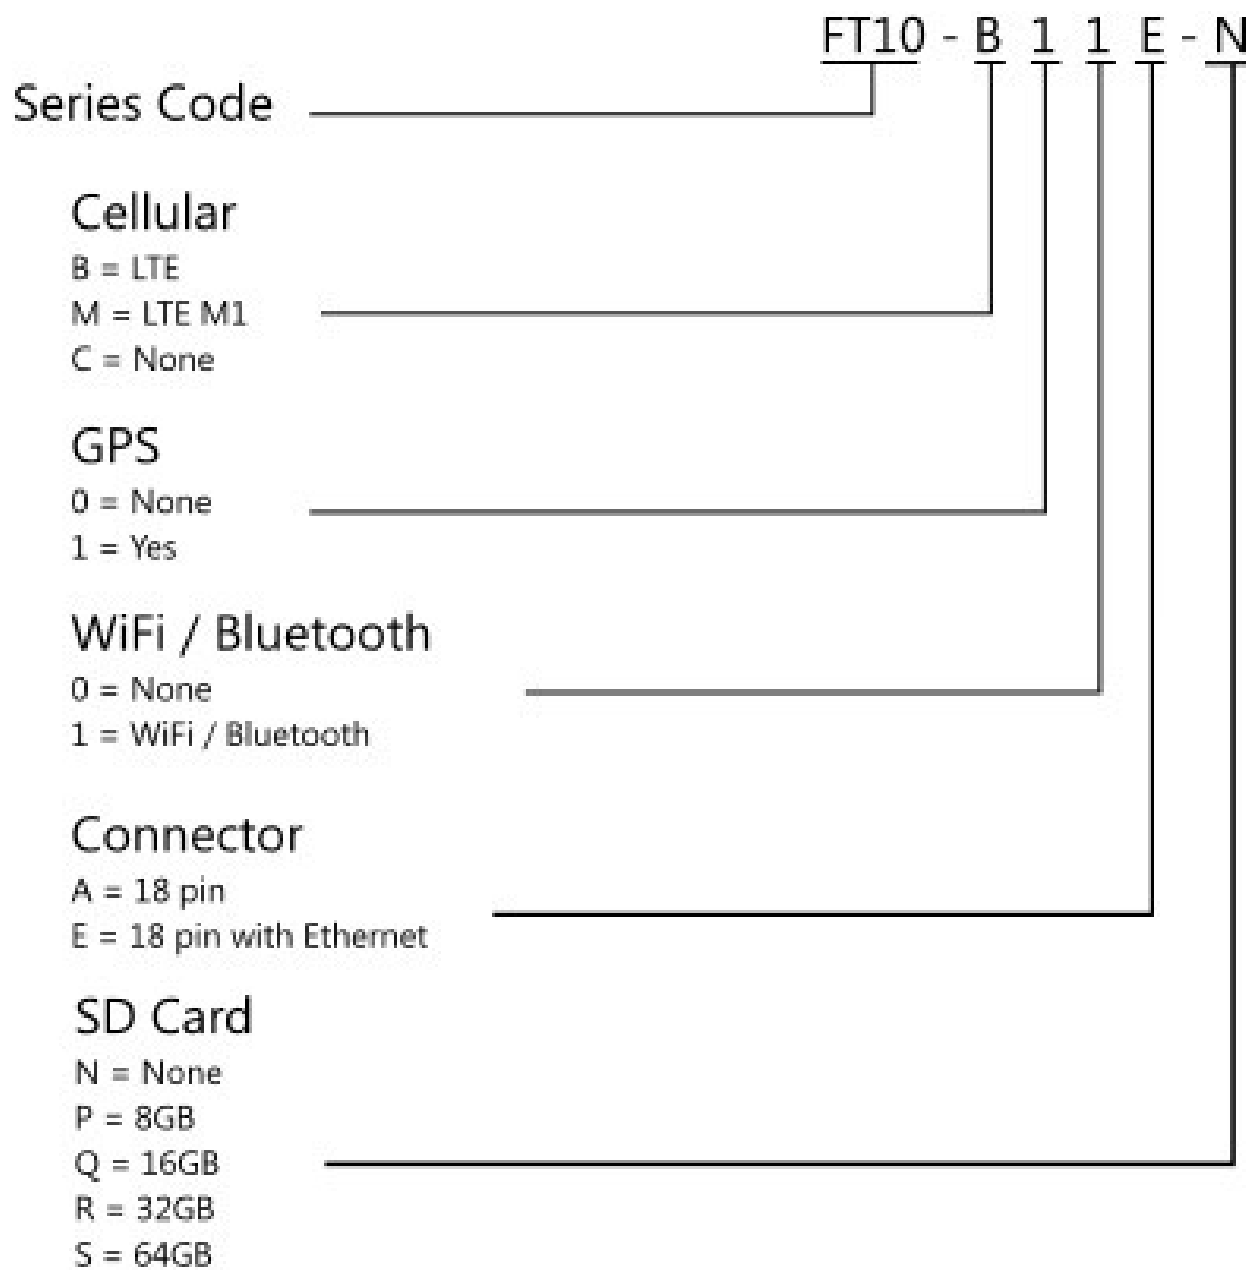 FT10 - B 1 1 E - N
Series Code
Cellular
B = LTE
M = LTE M1
C = None
GPS
0 = None
1 = Yes
WiFi / Bluetooth
0 = None
1 = WiFi / Bluetooth
Connector
A = 18 pin
E = 18 pin with Ethernet
SD Card
N = None
P = 8GB
Q = 16GB
R = 32GB
S = 64GB